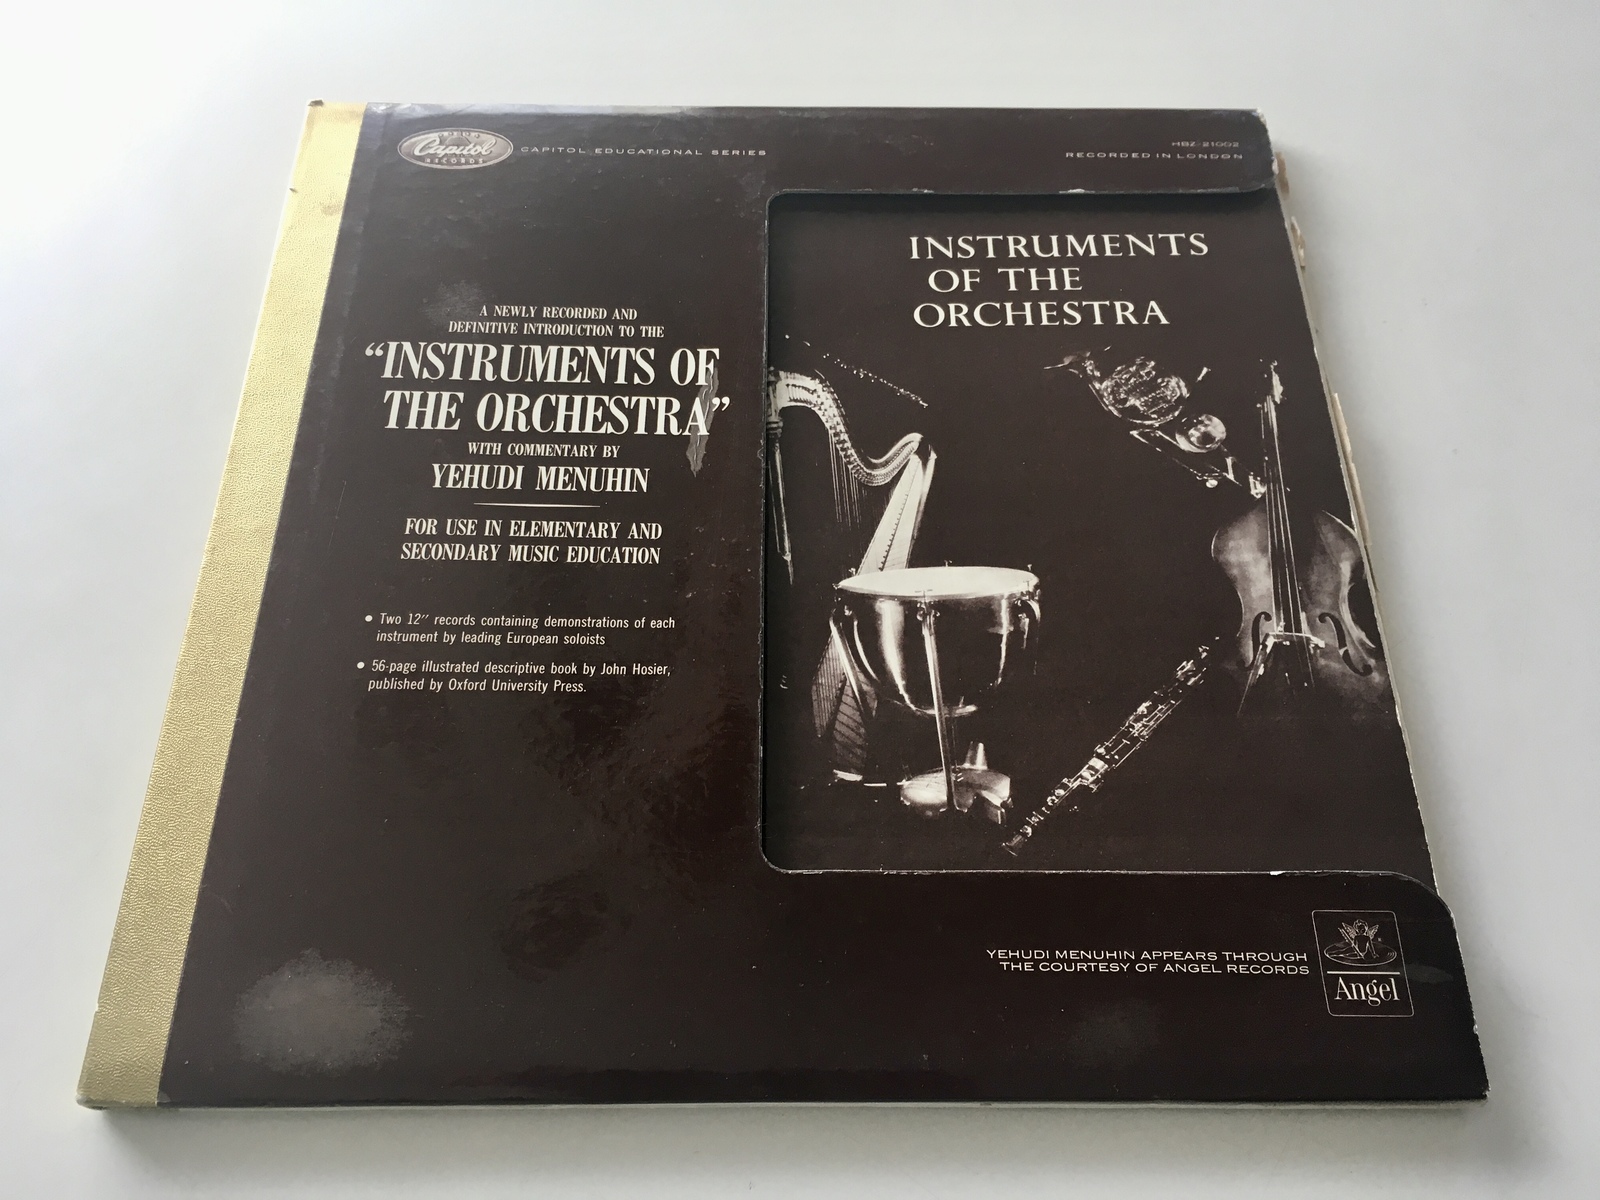 Capitol
RECORDS
CAPITOL EDUCATIONAL SERIES
HBZ-21002
RECORDED IN LONDON
A NEWLY RECORDED AND
DEFINITIVE INTRODUCTION TO THE
“INSTRUMENTS OF
THE ORCHESTRA”
WITH COMMENTARY BY
YEHUDI MENUHIN
FOR USE IN ELEMENTARY AND
SECONDARY MUSIC EDUCATION
• Two 12″ records containing demonstrations of each
instrument by leading European soloists
• 56-page illustrated descriptive book by John Hosier,
published by Oxford University Press.
INSTRUMENTS
OF THE
ORCHESTRA
YEHUDI MENUHIN APPEARS THROUGH
THE COURTESY OF ANGEL RECORDS
Angel